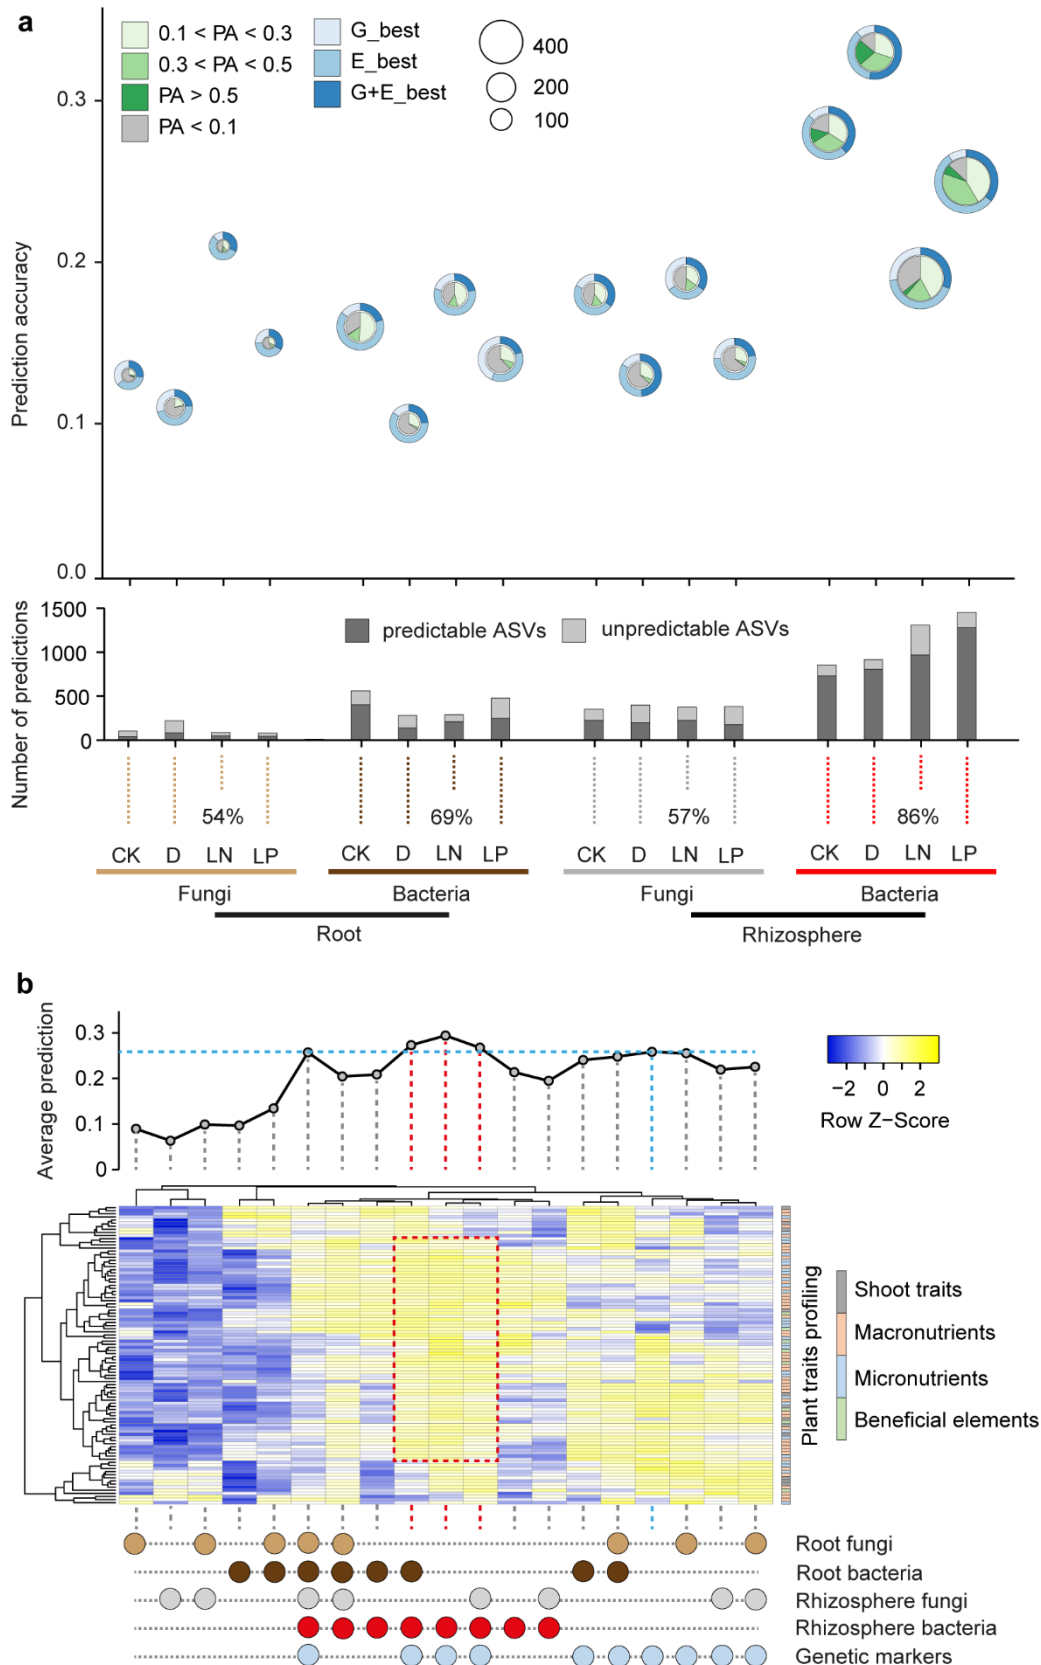 a
0.1 < PA < 0.3
0.3 < PA < 0.5
PA > 0.5
PA < 0.1
G_best
E_best
G+E_best
400
200
100
Prediction accuracy
0.3
0.2
0.1
0.0
Number of predictions
1500
1000
500
0
predictable ASVs
unpredictable ASVs
54% 69% 57% 86%
CK D LN LP CK D LN LP CK D LN LP CK D LN LP
Fungi Bacteria Fungi Bacteria
Root Rhizosphere
b
Average prediction
0.3
0.2
0.1
0
−2 0 2
Row Z−Score
Plant traits profiling
Shoot traits
Macronutrients
Micronutrients
Beneficial elements
Root fungi
Root bacteria
Rhizosphere fungi
Rhizosphere bacteria
Genetic markers